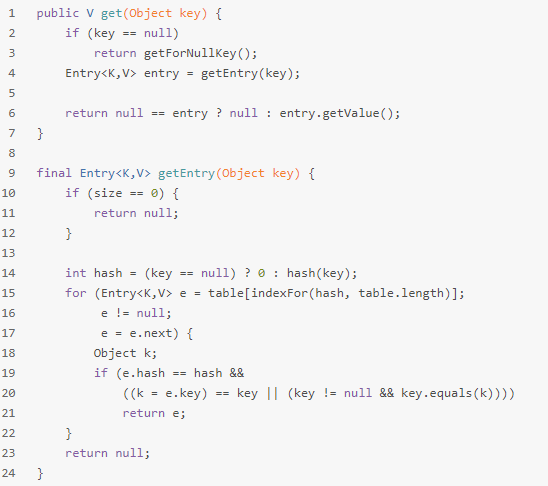 1 public V get(Object key) {
2     if (key == null)
3         return getForNullKey();
4     Entry<K,V> entry = getEntry(key);
5
6     return null == entry ? null : entry.getValue();
7 }
8
9 final Entry<K,V> getEntry(Object key) {
10     if (size == 0) {
11         return null;
12     }
13
14     int hash = (key == null) ? 0 : hash(key);
15     for (Entry<K,V> e = table[indexFor(hash, table.length)];
16          e != null;
17          e = e.next) {
18         Object k;
19         if (e.hash == hash &&
20             ((k = e.key) == key || (key != null && key.equals(k))))
21             return e;
22     }
23     return null;
24 }